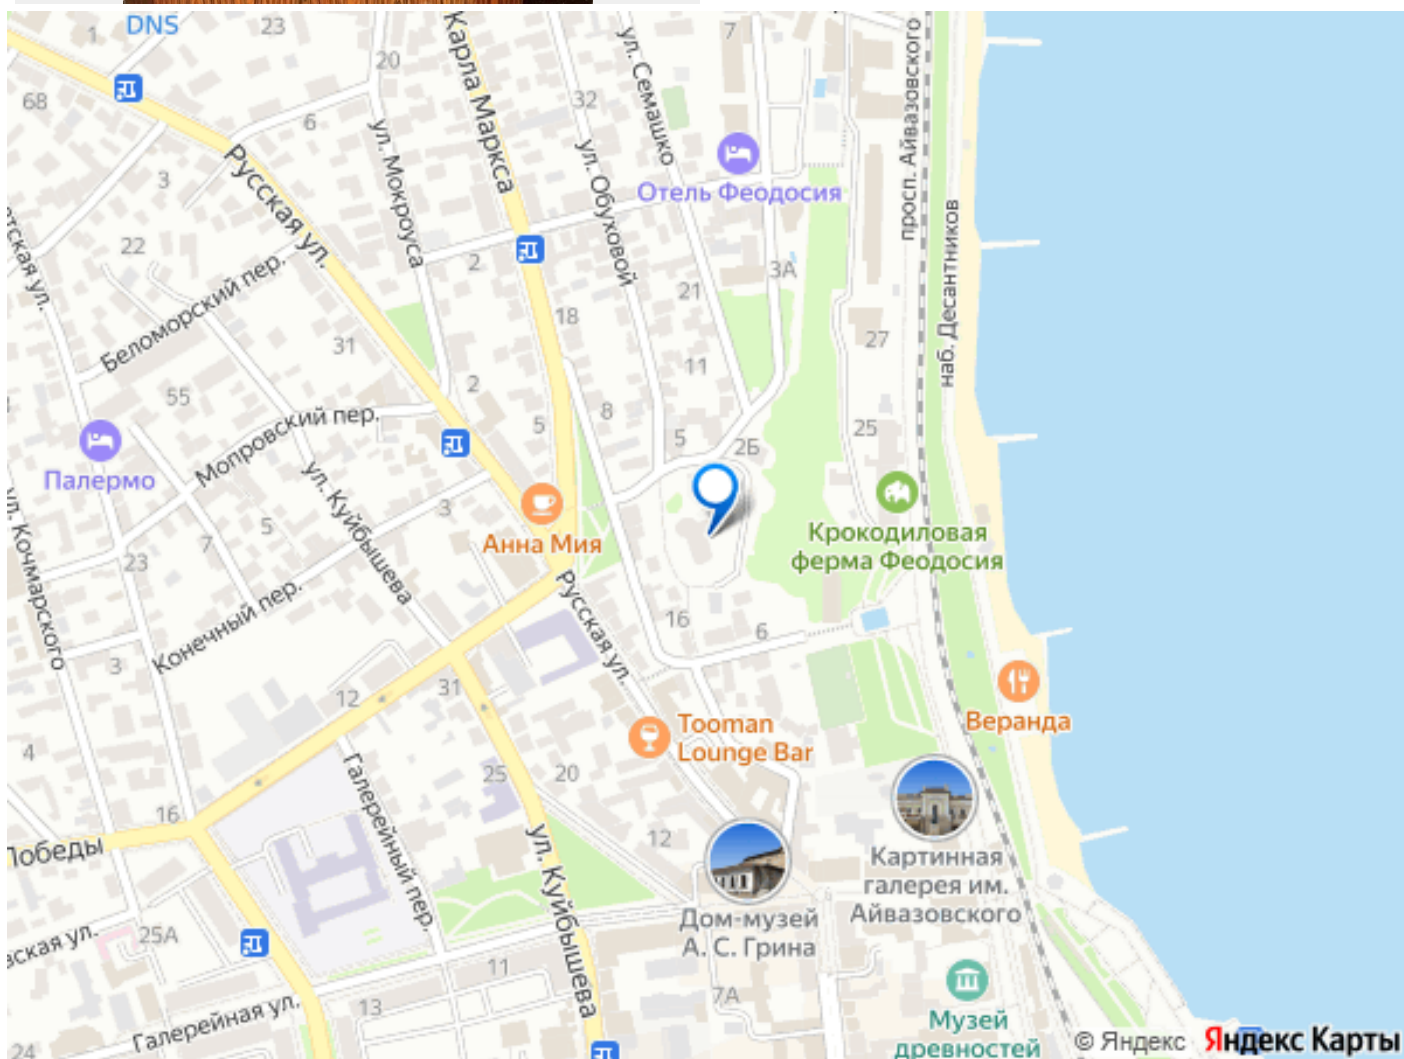 DNS
1
23
20
68
6
3
22
Русская ул.
ул. Мокроуса
Карла Маркса
32
ул. Обуховой
ул. Семашко
7
Отель Феодосия
просп. Айвазовского
наб. Десантников
2
18
21
3А
27
11
Беломорский пер.
31
55
2
5
8
5
2Б
25
Мопровский пер.
Палермо
ул. Куйбышева
3
5
7
23
Анна Мия
Крокодиловая
ферма Феодосия
ул. Кочмарского
Конечный пер.
3
Русская ул.
16
6
12
31
4
Tooman
Lounge Bar
Веранда
25
20
16
Победы
Галерейный пер.
ул. Куйбышева
12
Картинная
галерея им.
Айвазовского
Дом-музей
А. С. Грина
25А
11
13
7А
Галерейная ул.
24
Музей
древностей
© Яндекс Яндекс Карты